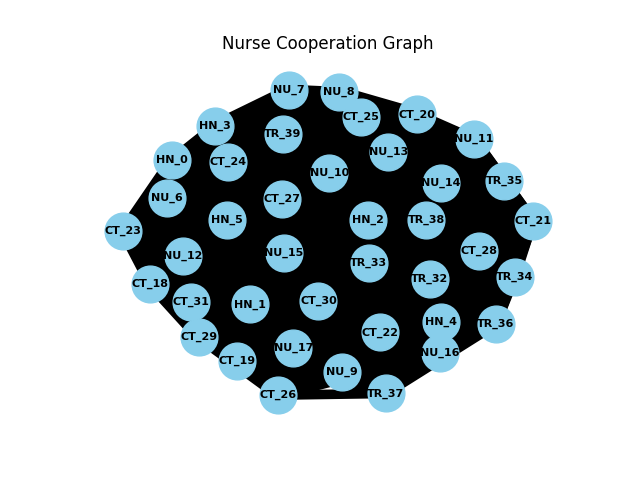 Nurse Cooperation Graph
NU_7
NU_8
CT_25
CT_20
HN_3
TR_39
NU_11
NU_13
HN_0
CT_24
NU_10
NU_14
TR_35
NU_6
CT_27
HN_5
HN_2
TR_38
CT_21
CT_23
NU_12
NU_15
TR_33
CT_28
CT_18
TR_32
TR_34
CT_31
HN_1
CT_30
CT_29
CT_22
HN_4
TR_36
CT_19
NU_17
NU_16
NU_9
CT_26
TR_37